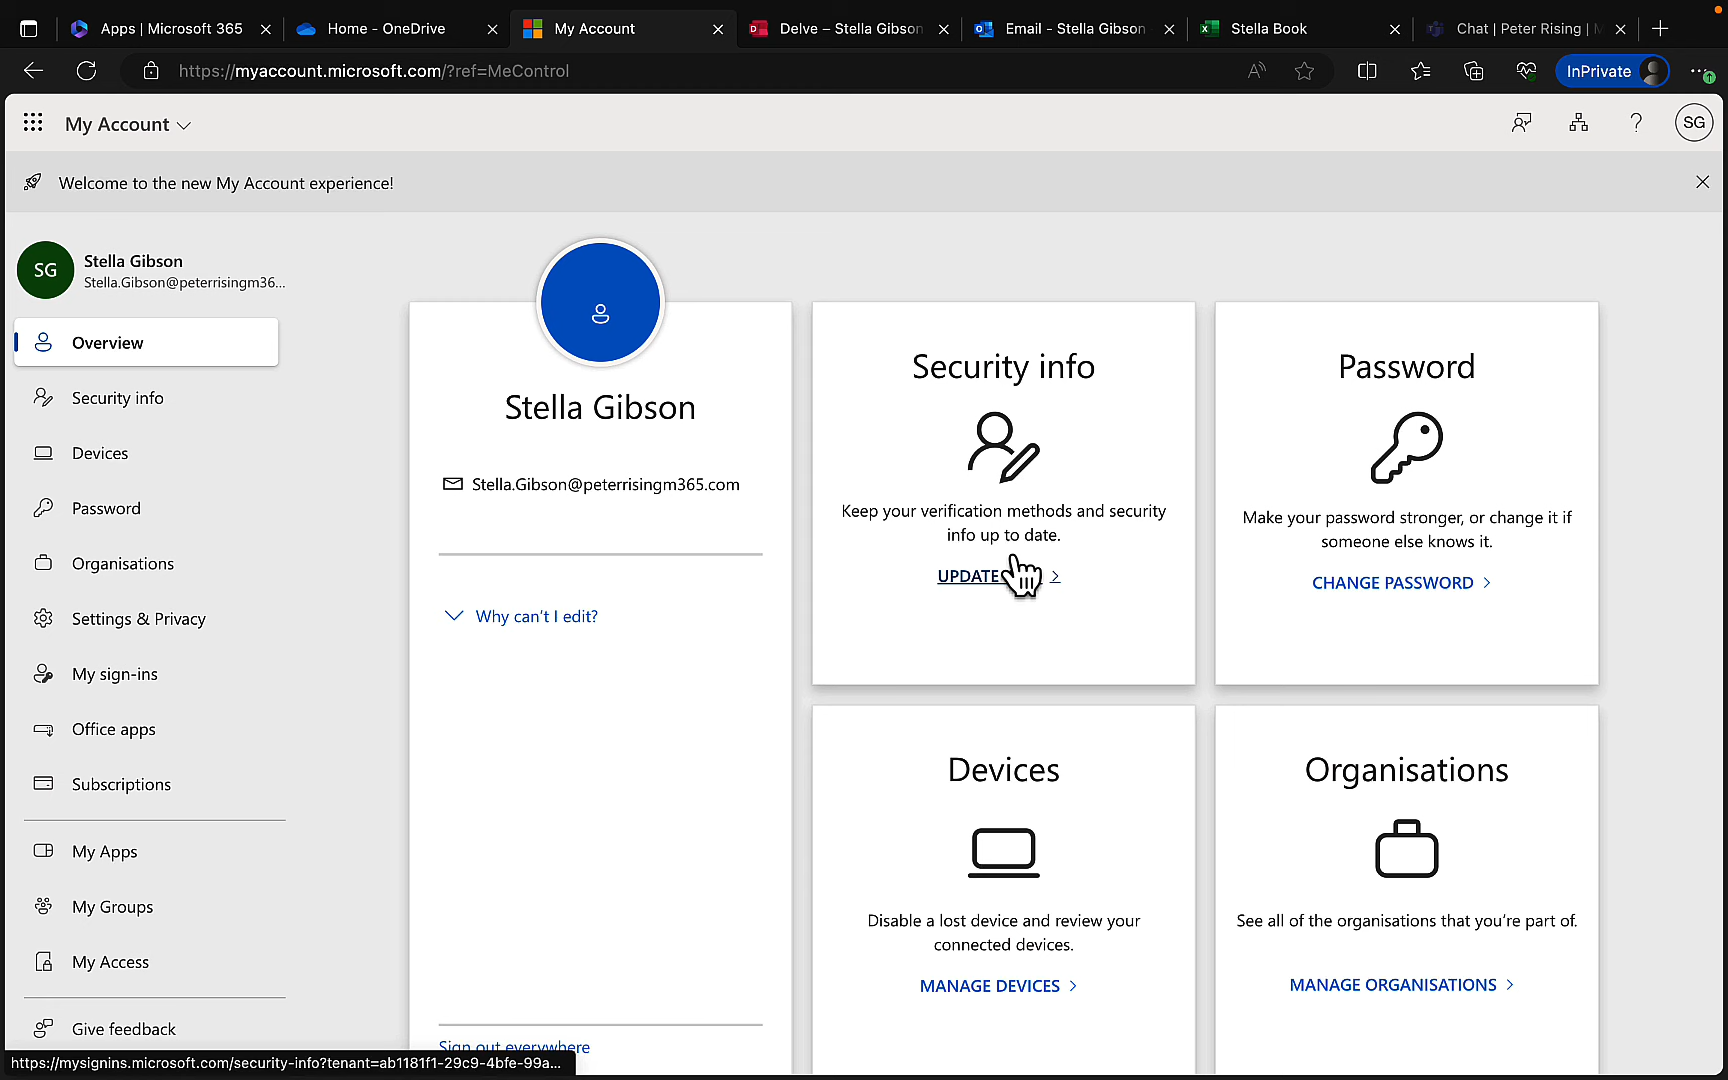 Apps | Microsoft 365
Home - OneDrive
My Account
Delve – Stella Gibson
Email - Stella Gibson
Stella Book
Chat | Peter Rising |
https://myaccount.microsoft.com/?ref=MeControl
InPrivate
My Account
SG
Welcome to the new My Account experience!
SG
Stella Gibson
Stella.Gibson@peterrisingm36...
Overview
Security info
Devices
Password
Organisations
Settings & Privacy
My sign-ins
Office apps
Subscriptions
My Apps
My Groups
My Access
Give feedback
Stella Gibson
Stella.Gibson@peterrisingm365.com
Why can't I edit?
Sign out everywhere
Security info
Keep your verification methods and security
info up to date.
UPDATE
Password
Make your password stronger, or change it if
someone else knows it.
CHANGE PASSWORD
Devices
Disable a lost device and review your
connected devices.
MANAGE DEVICES
Organisations
See all of the organisations that you're part of.
MANAGE ORGANISATIONS
https://mysignins.microsoft.com/security-info?tenant=ab1181f1-29c9-4bfe-99a...